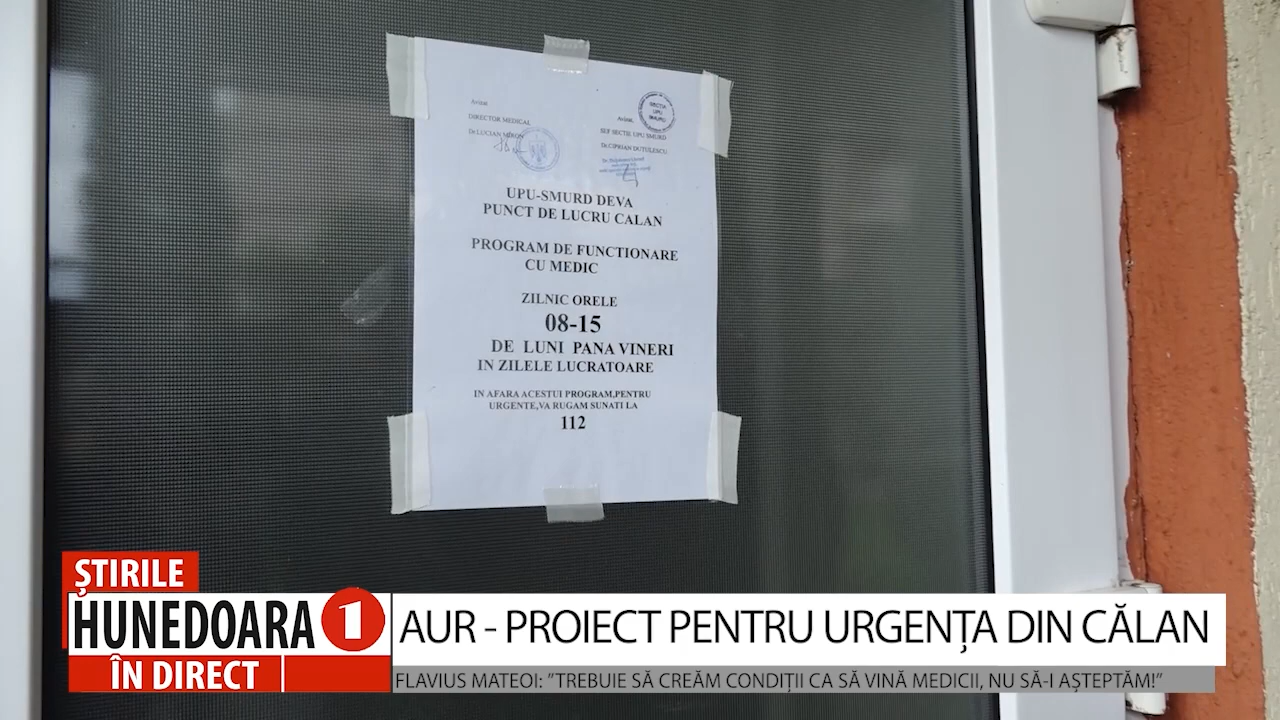 Avizat
DIRECTOR MEDICAL
Dr.LUCIAN
SECTIA
UPU
SMURD
Avizat,
SEF SECTIE UPU SMURD
Dr.CIPRIAN DUTULESCU
UPU-SMURD DEVA
PUNCT DE LUCRU CALAN
PROGRAM DE FUNCTIONARE
CU MEDIC
ZILNIC ORELE
08-15
DE LUNI PANA VINERI
IN ZILELE LUCRATOARE
IN AFARA ACESTUI PROGRAM,PENTRU
URGENTE,VA RUGAM SUNATI LA
112
ȘTIRILE
HUNEDOARA 1
ÎN DIRECT
AUR - PROIECT PENTRU URGENȚA DIN CĂLAN
FLAVIUS MATEOI: ”TREBUIE SĂ CREĂM CONDIȚII CA SĂ VINĂ MEDICII, NU SĂ-I AȘTEPTĂM!”